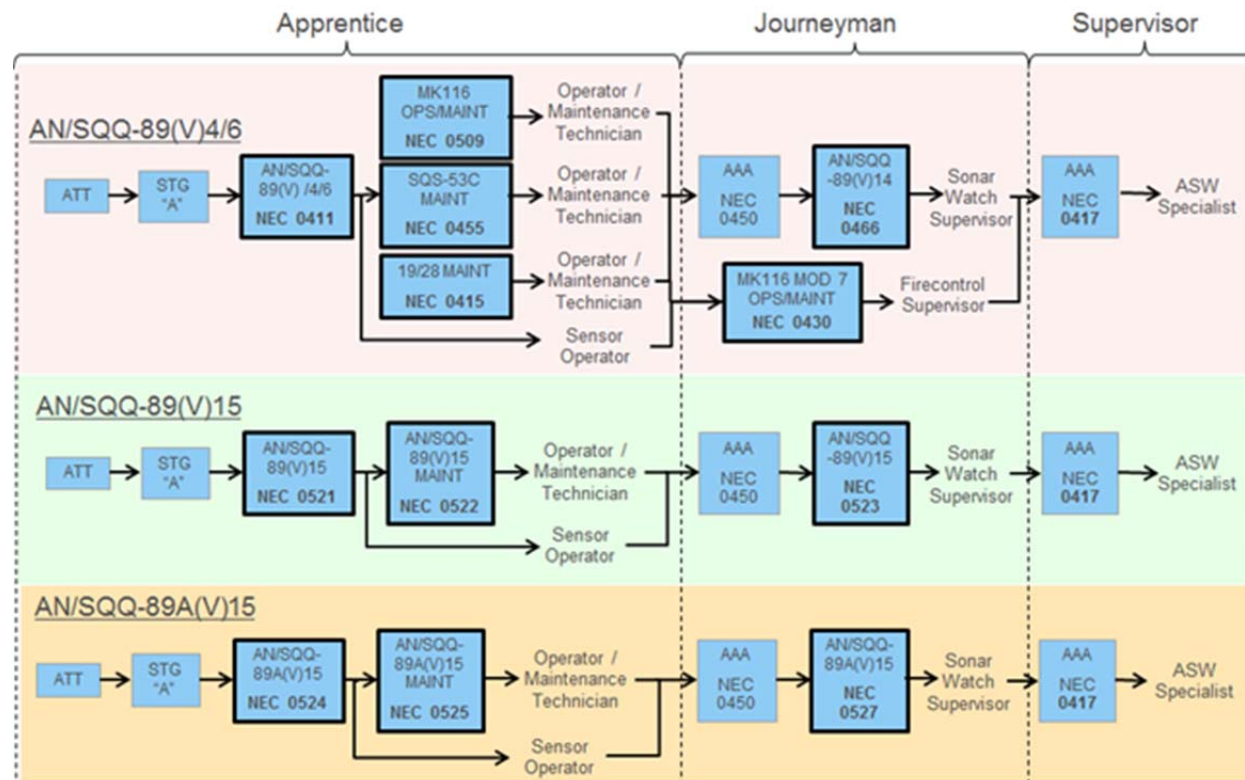 Apprentice
Journeyman
Supervisor
AN/SQQ-89(V)4/6
ATT
STG
"A"
AN/SQQ-
89(V) /4/6
NEC 0411
MK116
OPS/MAINT
NEC 0509
Operator /
Maintenance
Technician
SQS-53C
MAINT
NEC 0455
Operator /
Maintenance
Technician
19/28 MAINT
NEC 0415
Operator /
Maintenance
Technician
Sensor
Operator
AAA
NEC
0450
AN/SQQ
-89(V)14
NEC
0466
Sonar
Watch
Supervisor
MK116 MOD 7
OPS/MAINT
NEC 0430
Firecontrol
Supervisor
AAA
NEC
0417
ASW
Specialist
AN/SQQ-89(V)15
ATT
STG
"A"
AN/SQQ-
89(V)15
NEC 0521
AN/SQQ-
89(V)15
MAINT
NEC 0522
Operator /
Maintenance
Technician
Sensor
Operator
AAA
NEC
0450
AN/SQQ
-89(V)15
NEC
0523
Sonar
Watch
Supervisor
AAA
NEC
0417
ASW
Specialist
AN/SQQ-89A(V)15
ATT
STG
"A"
AN/SQQ-
89A(V)15
NEC 0524
AN/SQQ-
89A(V)15
MAINT
NEC 0525
Operator /
Maintenance
Technician
Sensor
Operator
AAA
NEC
0450
AN/SQQ-
89A(V)15
NEC
0527
Sonar
Watch
Supervisor
AAA
NEC
0417
ASW
Specialist